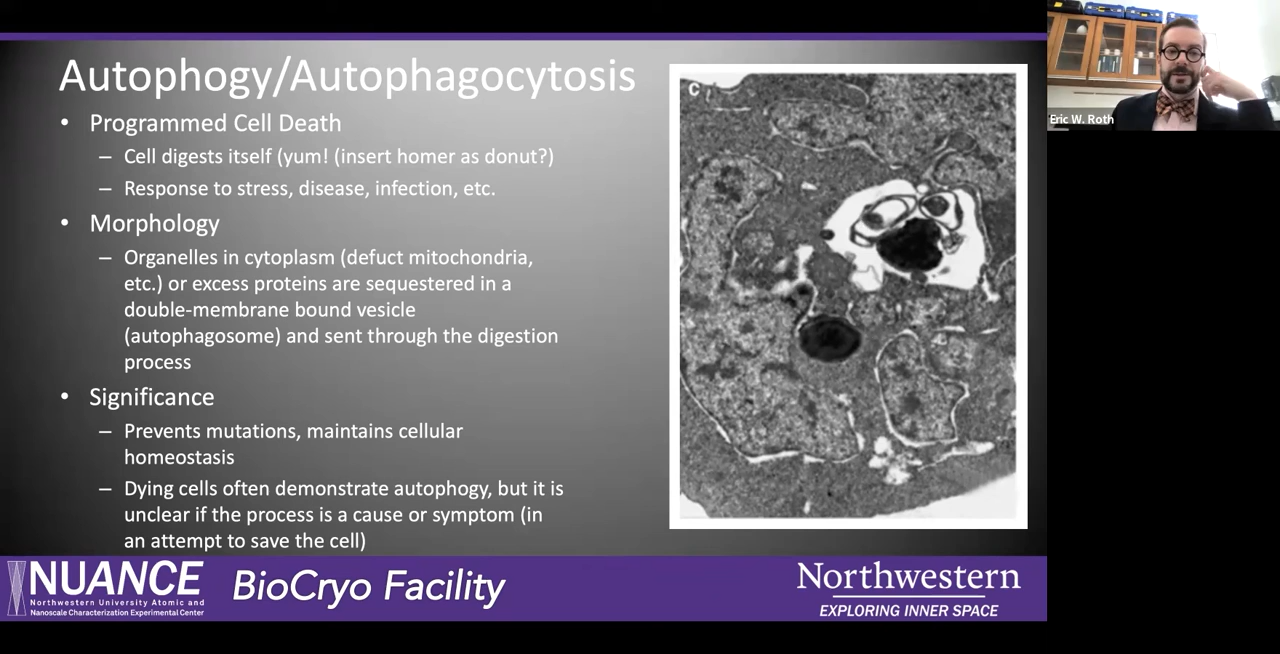 Autophogy/Autophagocytosis
• Programmed Cell Death
– Cell digests itself (yum! (insert homer as donut?)
– Response to stress, disease, infection, etc.
• Morphology
– Organelles in cytoplasm (defuct mitochondria,
etc.) or excess proteins are sequestered in a
double-membrane bound vesicle
(autophagosome) and sent through the digestion
process
• Significance
– Prevents mutations, maintains cellular
homeostasis
– Dying cells often demonstrate autophogy, but it is
unclear if the process is a cause or symptom (in
an attempt to save the cell)
C
Eric W. Roth
NUANCE
Northwestern University Atomic and
Nanoscale Characterization Experimental Center
BioCryo Facility
Northwestern
EXPLORING INNER SPACE